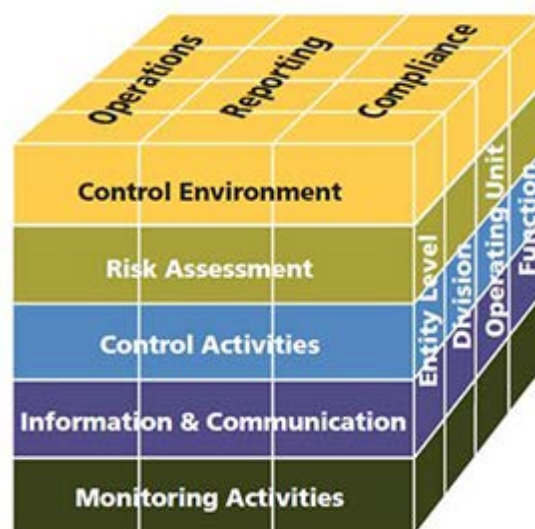 Operations
Reporting
Compliance
Control Environment
Risk Assessment
Control Activities
Information & Communication
Monitoring Activities
Entity Level
Division
Operating Unit
Function